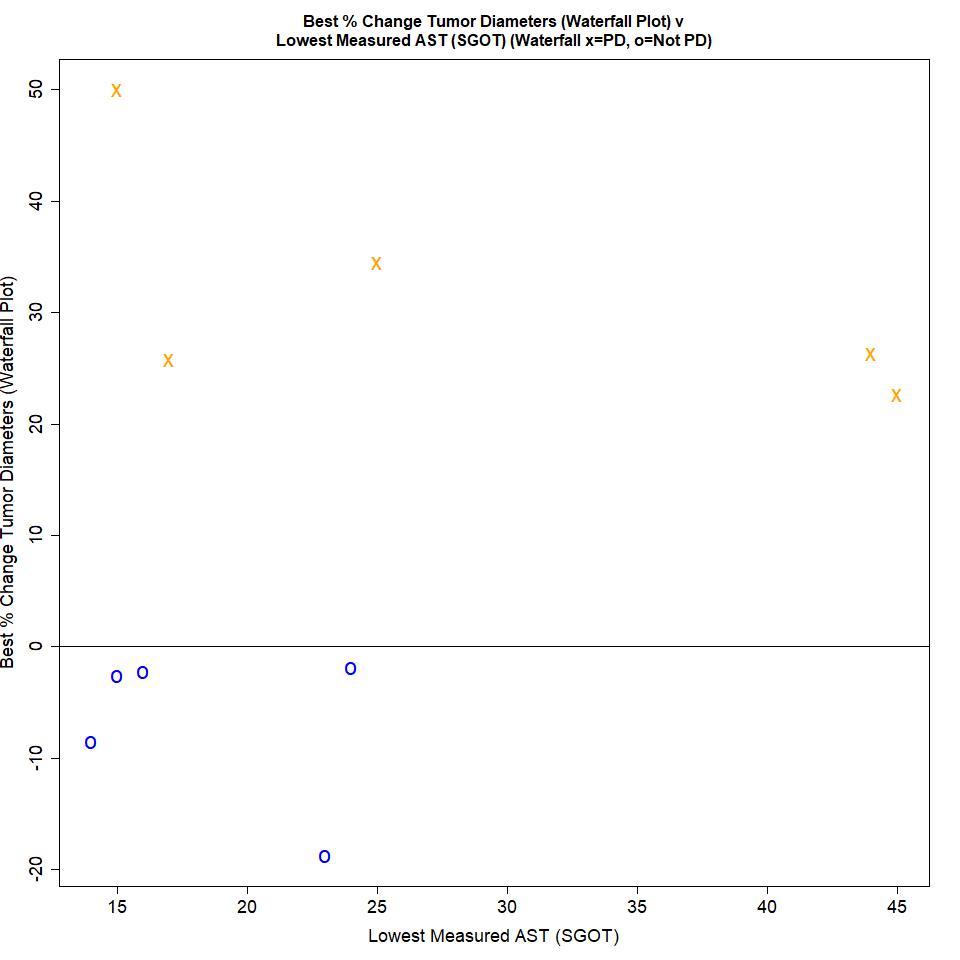 Best % Change Tumor Diameters (Waterfall Plot) v
Lowest Measured AST (SGOT) (Waterfall x=PD, o=Not PD)
Best % Change Tumor Diameters (Waterfall Plot)
50
40
30
20
10
0
-10
-20
X
X
X
X
X
O
O
O
O
O
15
20
25
30
35
40
45
Lowest Measured AST (SGOT)